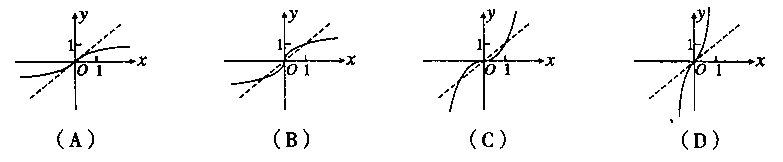 y y y y
1 1 1 1
x x x x
O 1 O 1 O 1 O 1
(A) (B) (C) (D)